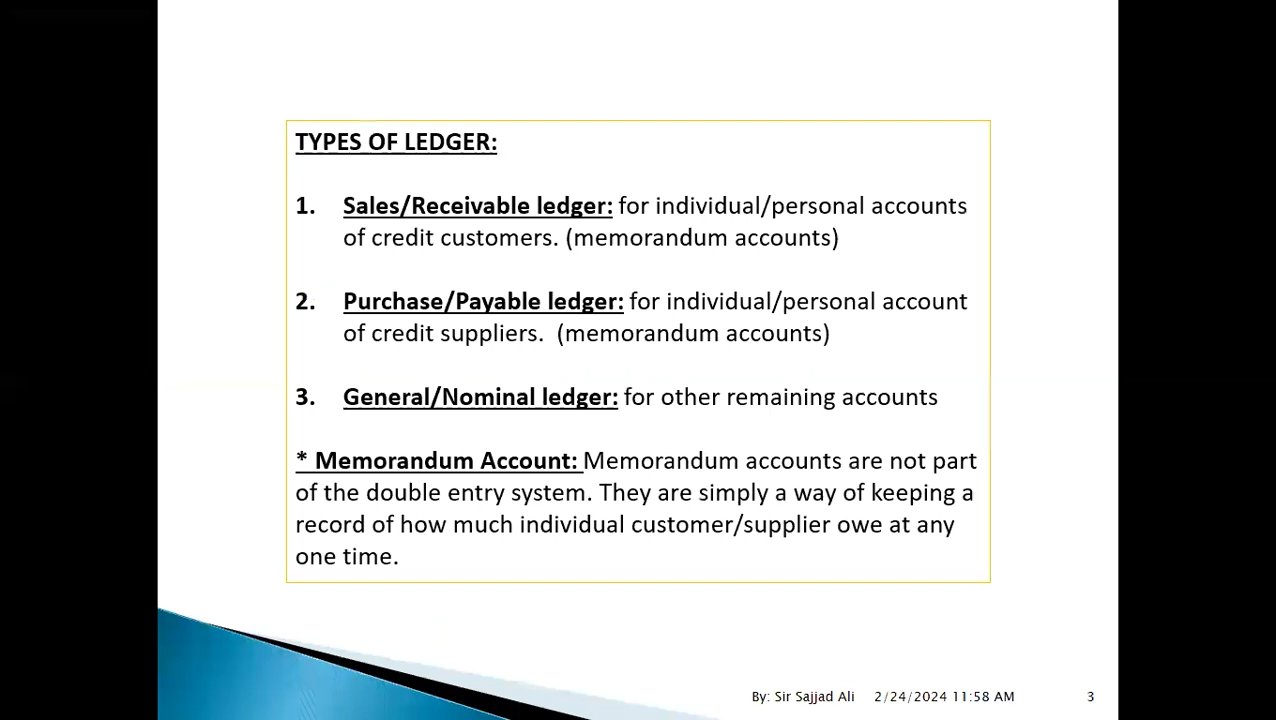 TYPES OF LEDGER:
1. Sales/Receivable ledger: for individual/personal accounts
of credit customers. (memorandum accounts)
2. Purchase/Payable ledger: for individual/personal account
of credit suppliers.  (memorandum accounts)
3. General/Nominal ledger: for other remaining accounts
* Memorandum Account: Memorandum accounts are not part
of the double entry system. They are simply a way of keeping a
record of how much individual customer/supplier owe at any
one time.
By: Sir Sajjad Ali 2/24/2024 11:58 AM 3